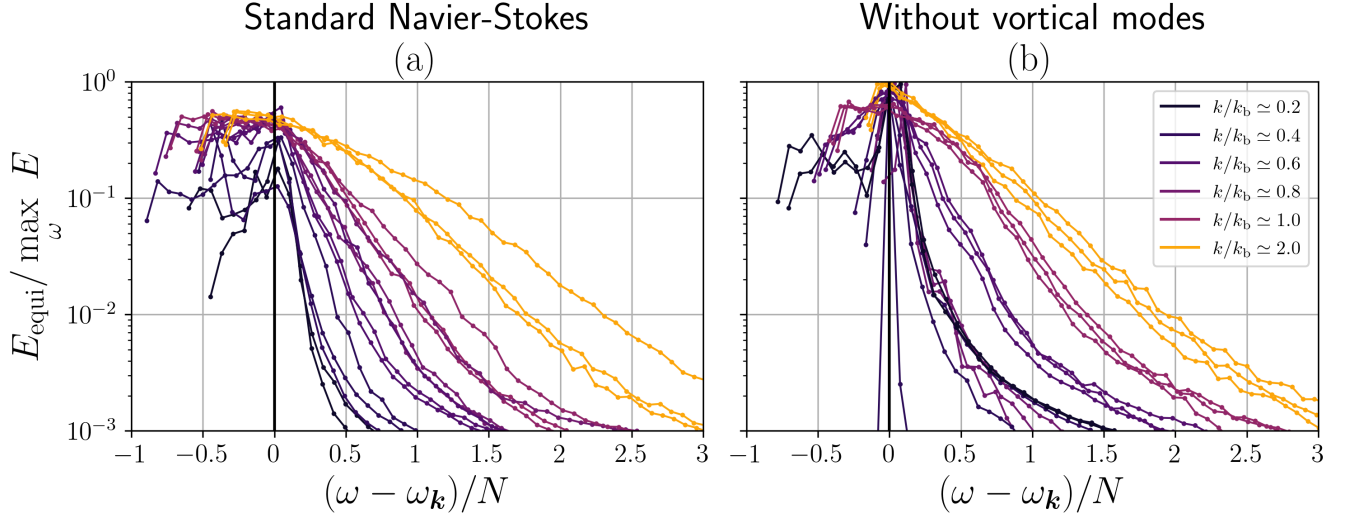 Standard Navier-Stokes
Without vortical modes
(a)
(b)
E_equi / max_ω E
10^0
10^−1
10^−2
10^−3
−1 −0.5 0 0.5 1 1.5 2 2.5 3
−1 −0.5 0 0.5 1 1.5 2 2.5 3
(ω − ω_k)/N
(ω − ω_k)/N
k/k_b ≃ 0.2
k/k_b ≃ 0.4
k/k_b ≃ 0.6
k/k_b ≃ 0.8
k/k_b ≃ 1.0
k/k_b ≃ 2.0